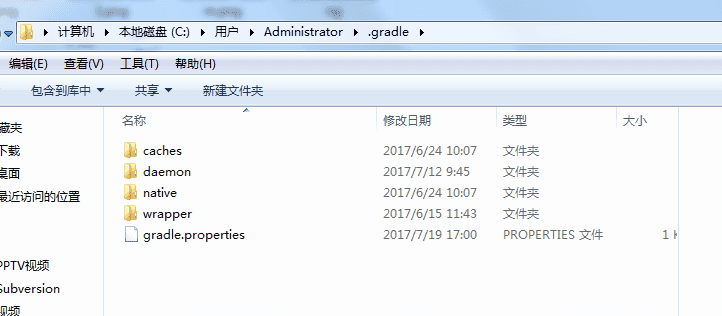 计算机 本地磁盘 (C:) 用户 Administrator .gradle
编辑(E) 查看(V) 工具(T) 帮助(H)
包含到库中 共享 新建文件夹
藏夹 名称 修改日期 类型 大小
下载 caches 2017/6/24 10:07 文件夹
桌面 daemon 2017/7/12 9:45 文件夹
最近访问的位置 native 2017/6/24 10:07 文件夹
wrapper 2017/6/15 11:43 文件夹
gradle.properties 2017/7/19 17:00 PROPERTIES 文件 1 K
PPTV视频
Subversion
视频